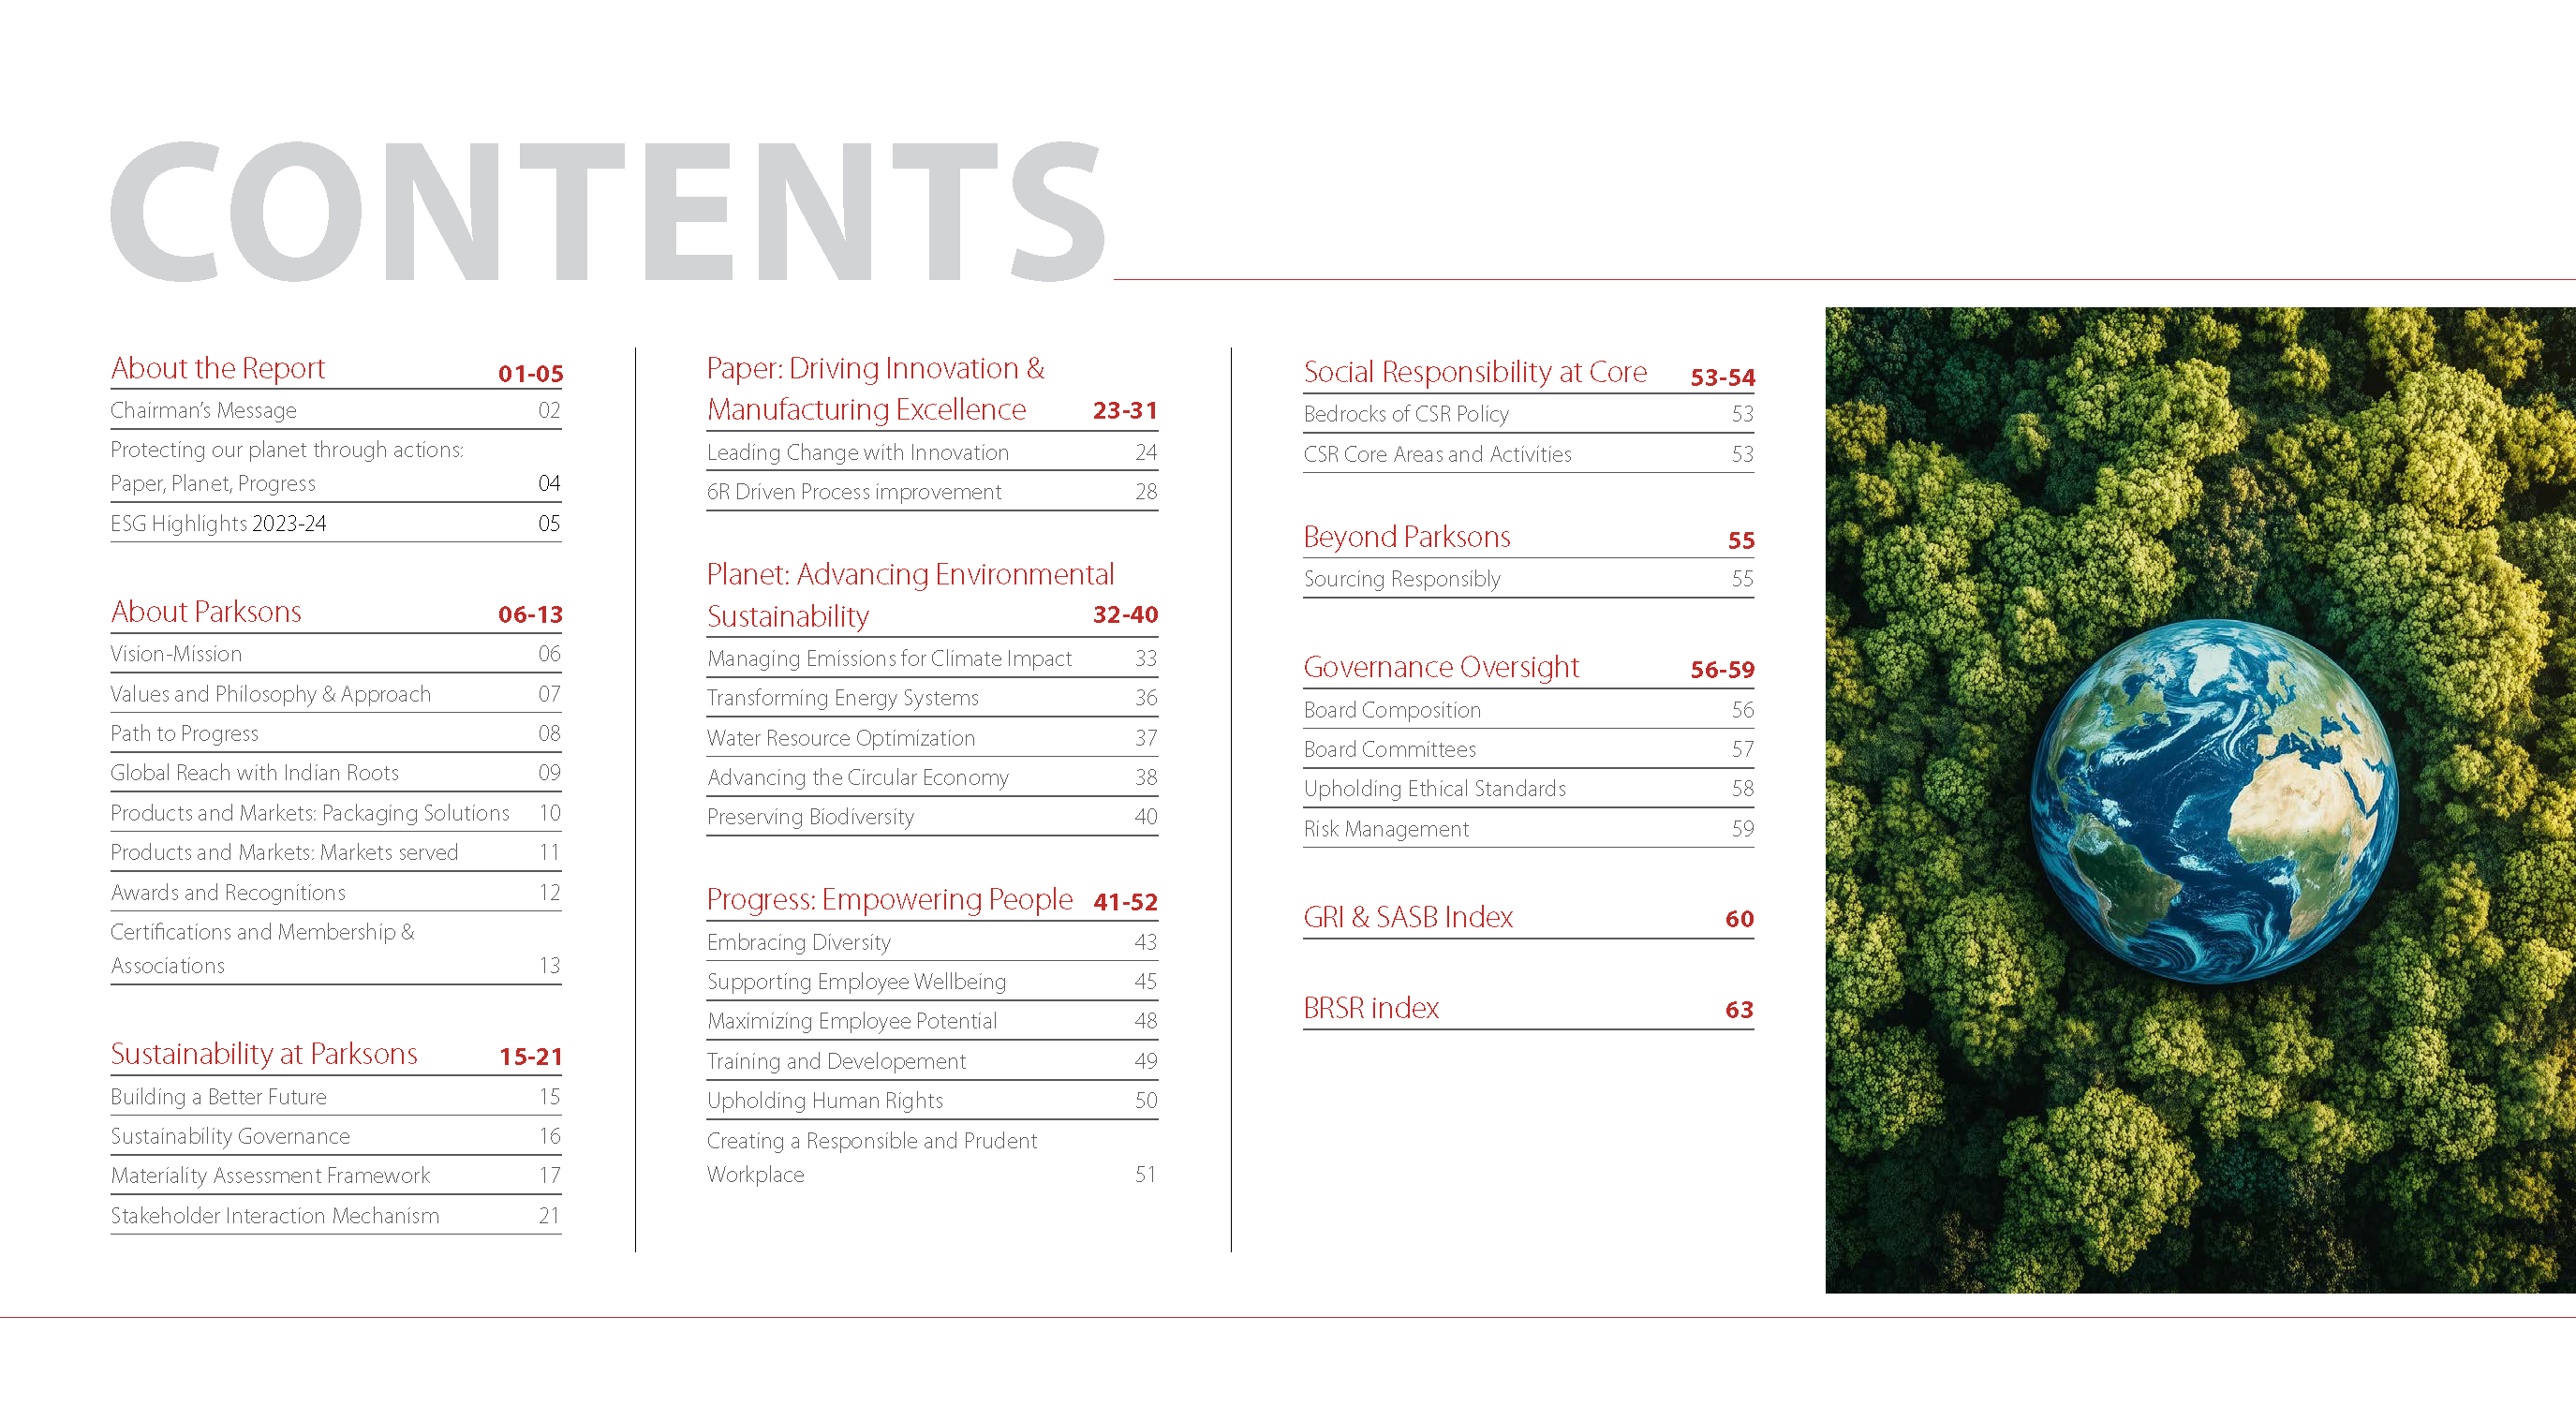 CONTENTS
About the Report 01-05
Chairman’s Message 02
Protecting our planet through actions:
Paper, Planet, Progress 04
ESG Highlights 2023-24 05
About Parksons 06-13
Vision-Mission 06
Values and Philosophy & Approach 07
Path to Progress 08
Global Reach with Indian Roots 09
Products and Markets: Packaging Solutions 10
Products and Markets: Markets served 11
Awards and Recognitions 12
Certifications and Membership &
Associations 13
Sustainability at Parksons 15-21
Building a Better Future 15
Sustainability Governance 16
Materiality Assessment Framework 17
Stakeholder Interaction Mechanism 21
Paper: Driving Innovation &
Manufacturing Excellence 23-31
Leading Change with Innovation 24
6R Driven Process improvement 28
Planet: Advancing Environmental
Sustainability 32-40
Managing Emissions for Climate Impact 33
Transforming Energy Systems 36
Water Resource Optimization 37
Advancing the Circular Economy 38
Preserving Biodiversity 40
Progress: Empowering People 41-52
Embracing Diversity 43
Supporting Employee Wellbeing 45
Maximizing Employee Potential 48
Training and Developement 49
Upholding Human Rights 50
Creating a Responsible and Prudent
Workplace 51
Social Responsibility at Core 53-54
Bedrocks of CSR Policy 53
CSR Core Areas and Activities 53
Beyond Parksons 55
Sourcing Responsibly 55
Governance Oversight 56-59
Board Composition 56
Board Committees 57
Upholding Ethical Standards 58
Risk Management 59
GRI & SASB Index 60
BRSR index 63